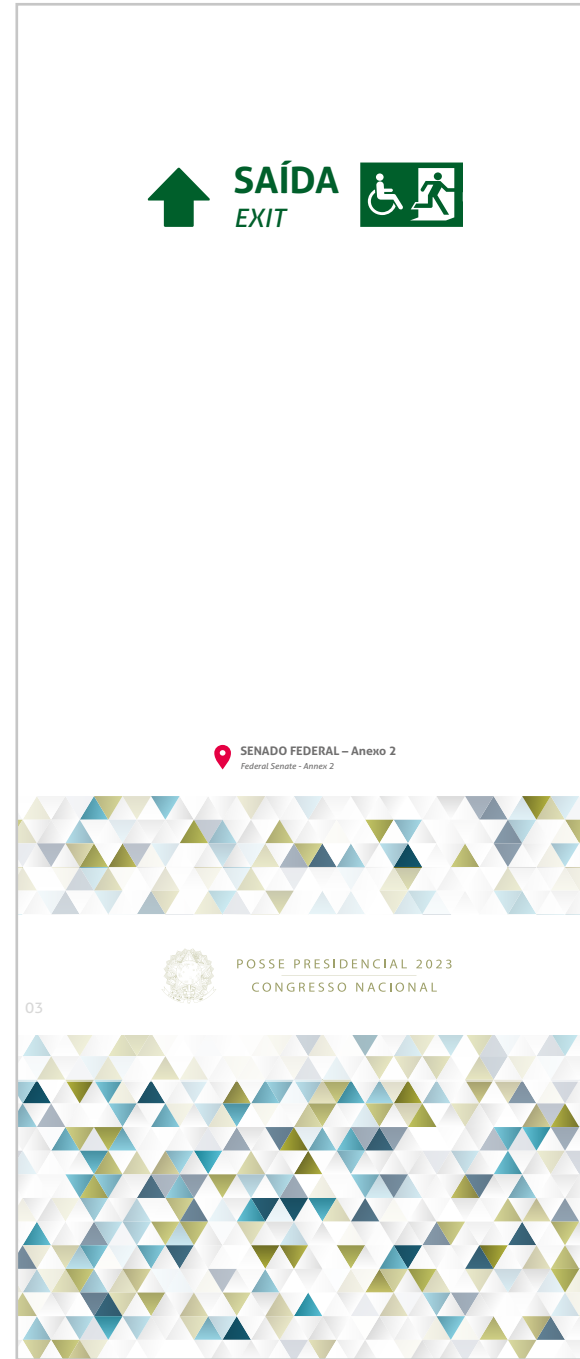 SAÍDA
EXIT
SENADO FEDERAL – Anexo 2
Federal Senate - Annex 2
POSSE PRESIDENCIAL 2023
CONGRESSO NACIONAL
03